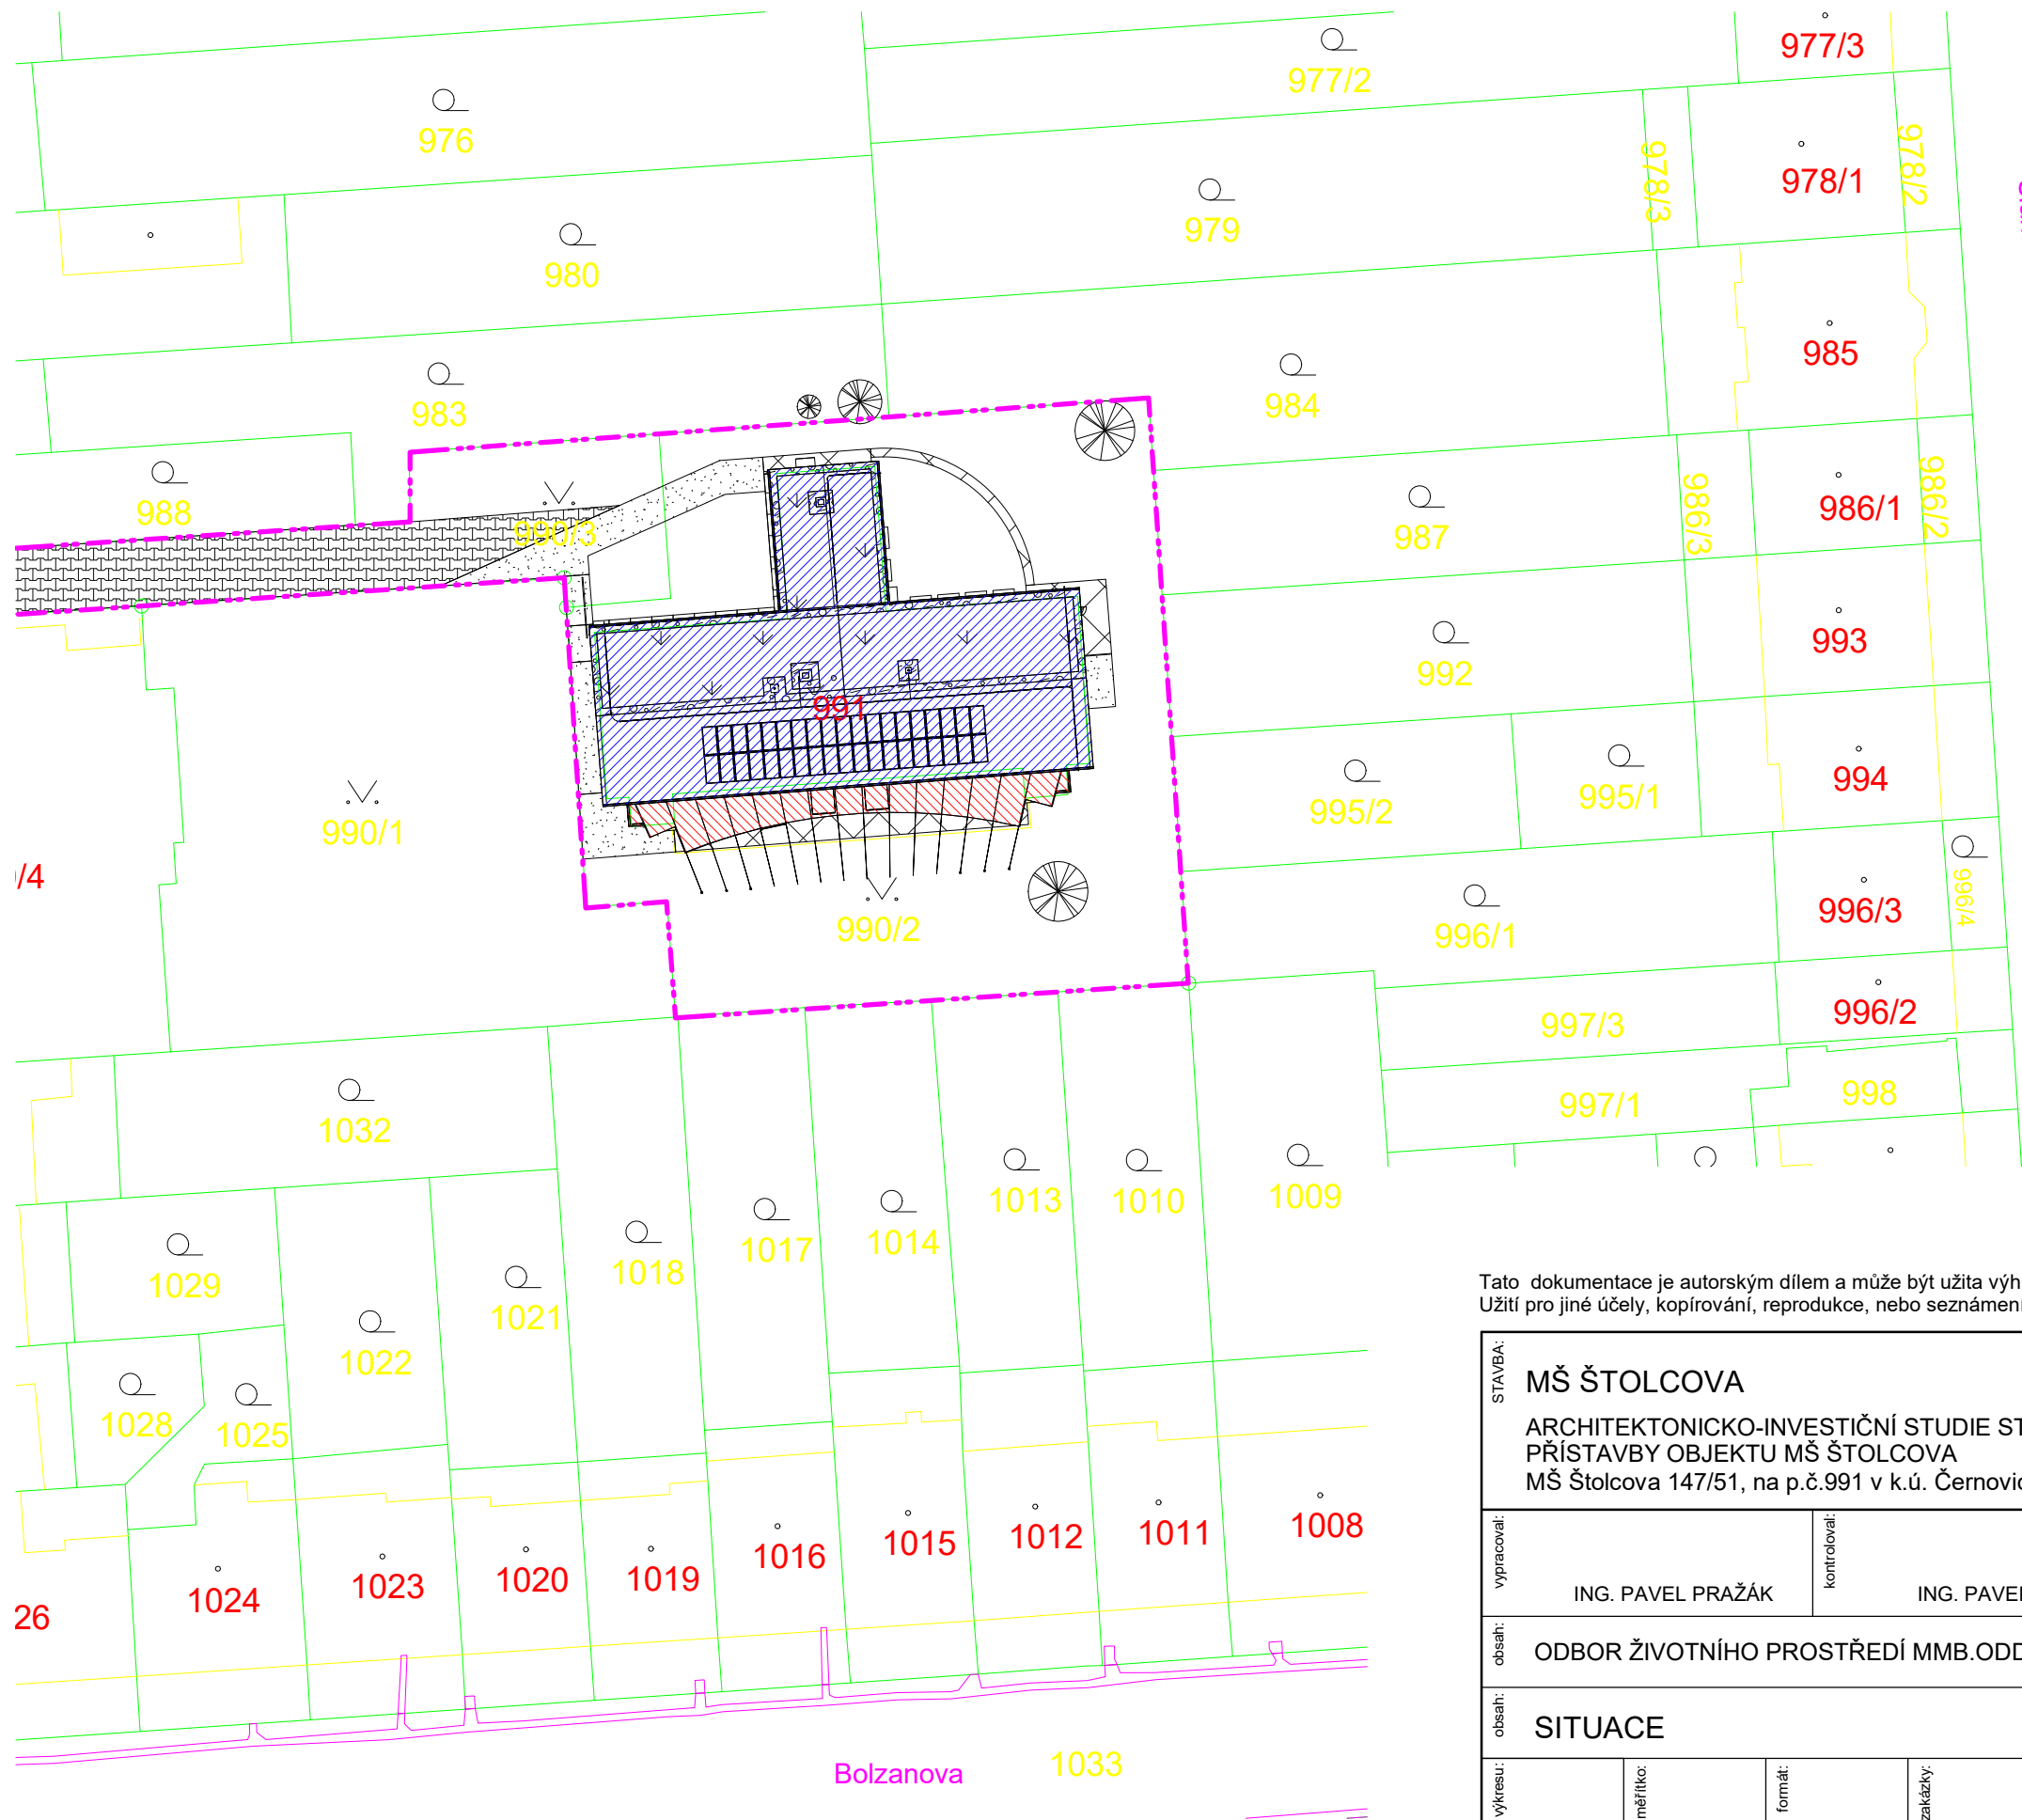 977/3
977/2
976
978/3
978/1
978/2
979
980
985
983
984
988
990/3
987
986/3
986/1
986/2
993
992
991
994
995/2
995/1
990/1
/4
990/2
996/1
996/3
996/4
996/2
997/3
997/1
998
1032
1013
1010
1009
1014
1017
1018
1029
1021
1022
1028
1025
1008
1011
1012
1015
1016
1019
1020
1023
1024
26
Bolzanova
1033
Tato dokumentace je autorským dílem a může být užita výh
Užití pro jiné účely, kopírování, reprodukce, nebo seznámen
STAVBA:
MŠ ŠTOLCOVA
ARCHITEKTONICKO-INVESTIČNÍ STUDIE ST
PŘÍSTAVBY OBJEKTU MŠ ŠTOLCOVA
MŠ Štolcova 147/51, na p.č.991 v k.ú. Černovic
vypracoval:
ING. PAVEL PRAŽÁK
kontroloval:
ING. PAVEL
obsah:
ODBOR ŽIVOTNÍHO PROSTŘEDÍ MMB.ODD
obsah:
SITUACE
výkresu:
měřítko:
formát:
zakázky: